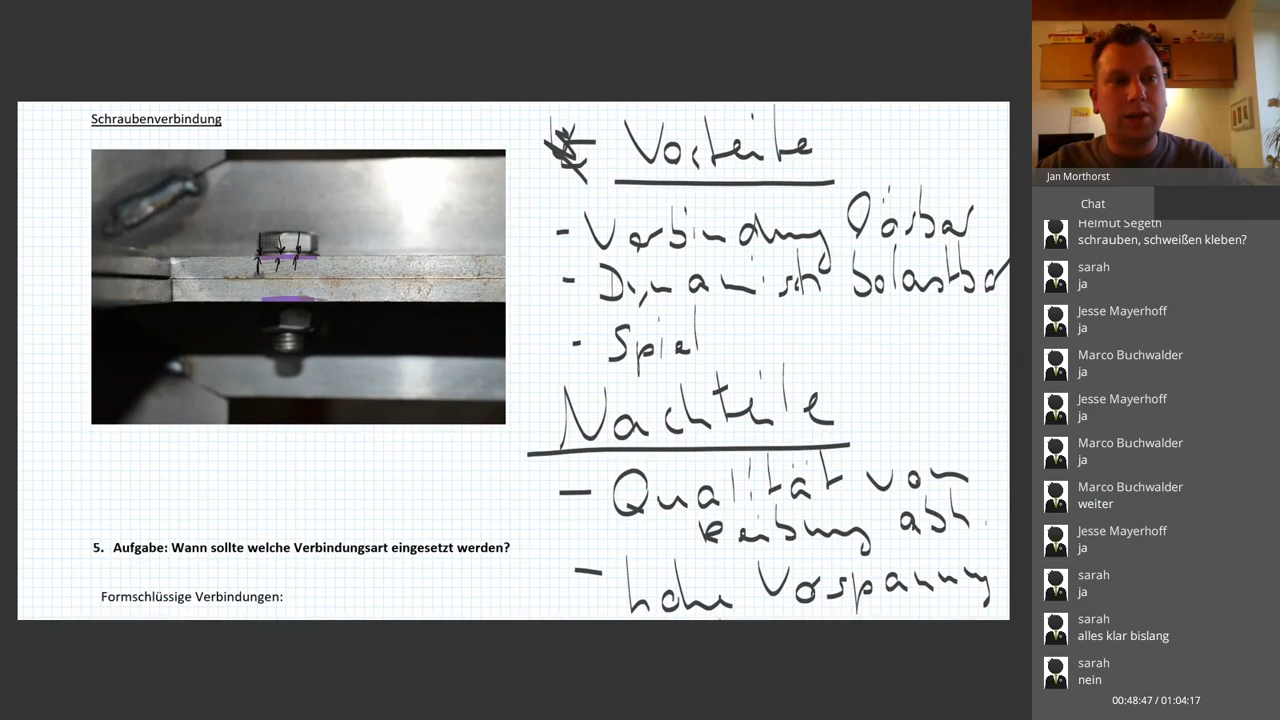 Schraubenverbindung
Vorteile
- Verbindung lösbar
- Dynamisch belastbar
- Spiel
Nachteile
- Qualität von
Reibung abh.
- hohe Vorspannung
5. Aufgabe: Wann sollte welche Verbindungsart eingesetzt werden?
Formschlüssige Verbindungen:
Jan Morthorst
Chat
Helmut Segeth
schrauben, schweißen kleben?
sarah
ja
Jesse Mayerhoff
ja
Marco Buchwalder
ja
Jesse Mayerhoff
ja
Marco Buchwalder
ja
Marco Buchwalder
weiter
Jesse Mayerhoff
ja
sarah
ja
sarah
alles klar bislang
sarah
nein
00:48:47 / 01:04:17